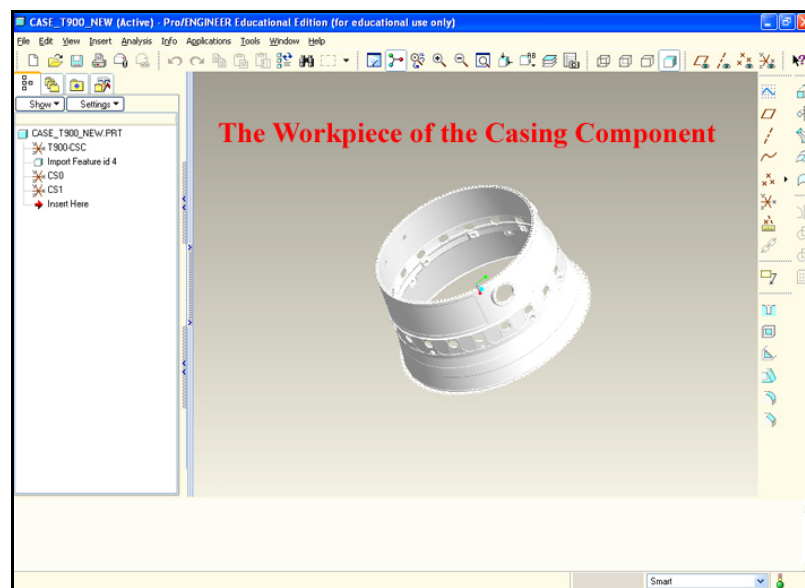 CASE_T900_NEW (Active) - Pro/ENGINEER Educational Edition (for educational use only)
File Edit View Insert Analysis Info Applications Tools Window Help
Show Settings
CASE_T900_NEW.PRT
T900-CSC
Import Feature id 4
CS0
CS1
Insert Here
The Workpiece of the Casing Component
Smart